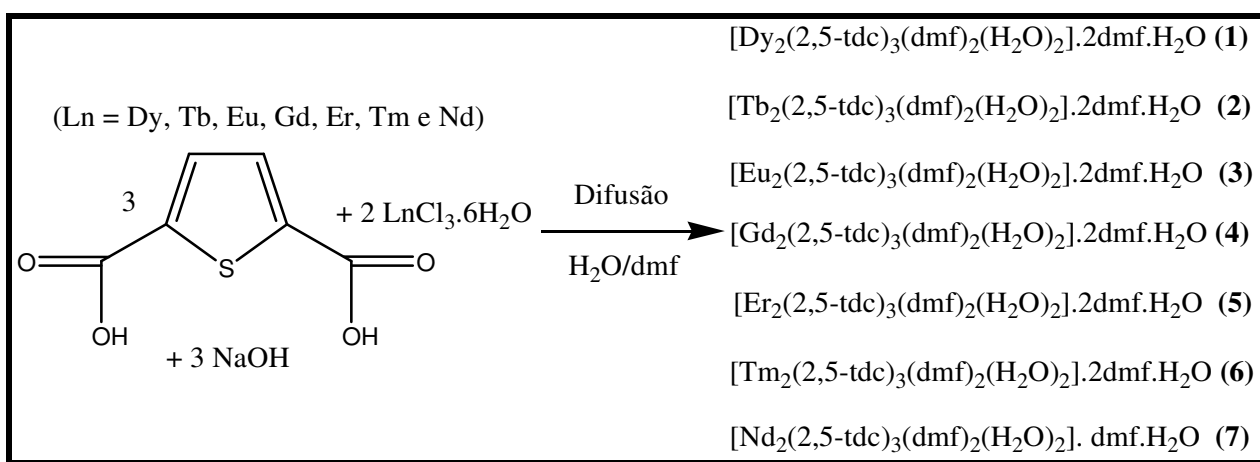 (Ln = Dy, Tb, Eu, Gd, Er, Tm e Nd)
3
+ 2 LnCl₃.6H₂O
S
O
O
OH
OH
+ 3 NaOH
Difusão
H₂O/dmf
[Dy₂(2,5-tdc)₃(dmf)₂(H₂O)₂].2dmf.H₂O (1)
[Tb₂(2,5-tdc)₃(dmf)₂(H₂O)₂].2dmf.H₂O (2)
[Eu₂(2,5-tdc)₃(dmf)₂(H₂O)₂].2dmf.H₂O (3)
[Gd₂(2,5-tdc)₃(dmf)₂(H₂O)₂].2dmf.H₂O (4)
[Er₂(2,5-tdc)₃(dmf)₂(H₂O)₂].2dmf.H₂O (5)
[Tm₂(2,5-tdc)₃(dmf)₂(H₂O)₂].2dmf.H₂O (6)
[Nd₂(2,5-tdc)₃(dmf)₂(H₂O)₂]. dmf.H₂O (7)